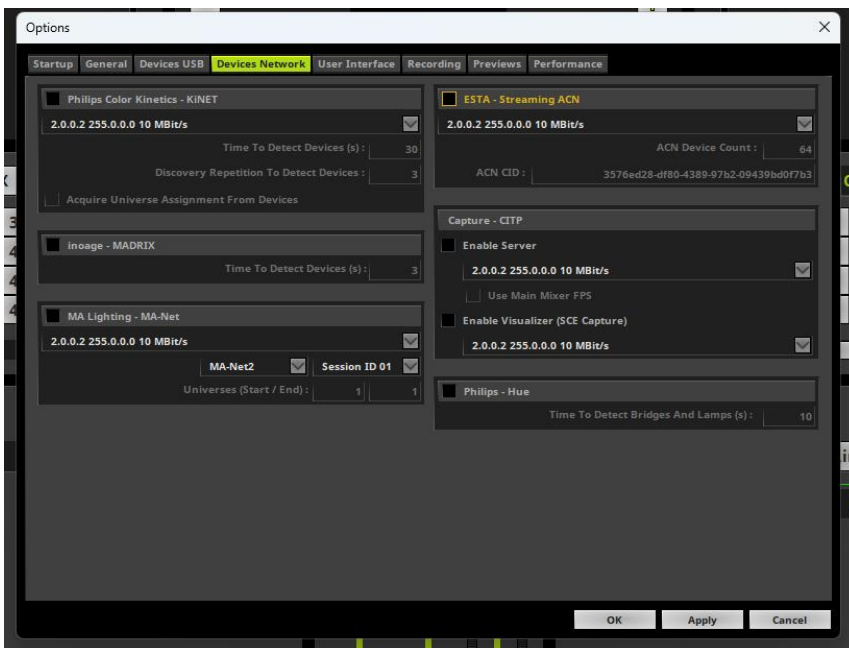 Options
Startup General Devices USB Devices Network User Interface Recording Previews Performance
Philips Color Kinetics - KiNET
2.0.0.2 255.0.0.0 10 MBit/s
Time To Detect Devices (s) : 30
Discovery Repetition To Detect Devices : 3
Acquire Universe Assignment From Devices
inoage - MADRIX
Time To Detect Devices (s) : 3
MA Lighting - MA-Net
2.0.0.2 255.0.0.0 10 MBit/s
MA-Net2 Session ID 01
Universes (Start / End) : 1 1
ESTA - Streaming ACN
2.0.0.2 255.0.0.0 10 MBit/s
ACN Device Count : 64
ACN CID : 3576ed28-df80-4389-97b2-09439bd0f7b3
Capture - CITP
Enable Server
2.0.0.2 255.0.0.0 10 MBit/s
Use Main Mixer FPS
Enable Visualizer (SCE Capture)
2.0.0.2 255.0.0.0 10 MBit/s
Philips - Hue
Time To Detect Bridges And Lamps (s) : 10
OK Apply Cancel